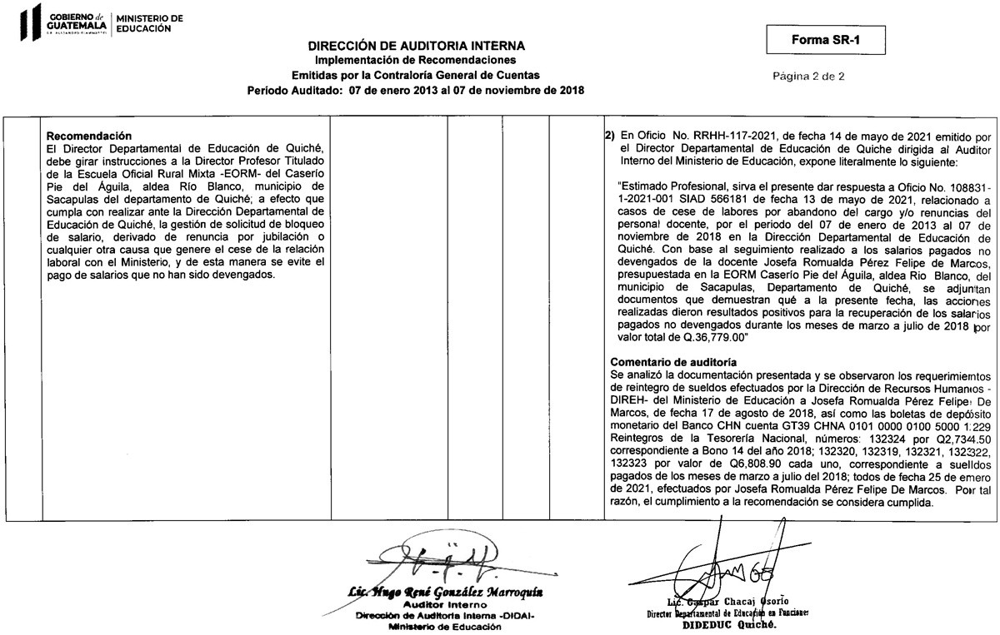 GOBIERNO de
GUATEMALA
DR. ALEJANDRO GIAMMATTEI
MINISTERIO DE
EDUCACIÓN
DIRECCIÓN DE AUDITORIA INTERNA
Implementación de Recomendaciones
Emitidas por la Contraloría General de Cuentas
Período Auditado: 07 de enero 2013 al 07 de noviembre de 2018
Forma SR-1
Página 2 de 2
Recomendación
El Director Departamental de Educación de Quiché,
debe girar instrucciones a la Director Profesor Titulado
de la Escuela Oficial Rural Mixta -EORM- del Caserío
Pie del Águila, aldea Río Blanco, municipio de
Sacapulas del departamento de Quiché; a efecto que
cumpla con realizar ante la Dirección Departamental de
Educación de Quiché, la gestión de solicitud de bloqueo
de salario, derivado de renuncia por jubilación o
cualquier otra causa que genere el cese de la relación
laboral con el Ministerio, y de esta manera se evite el
pago de salarios que no han sido devengados.
2) En Oficio No. RRHH-117-2021, de fecha 14 de mayo de 2021 emitido por
el Director Departamental de Educación de Quiche dirigida al Auditor
Interno del Ministerio de Educación, expone literalmente lo siguiente:
"Estimado Profesional, sirva el presente dar respuesta a Oficio No. 108831-
1-2021-001 SIAD 566181 de fecha 13 de mayo de 2021, relacionado a
casos de cese de labores por abandono del cargo y/o renuncias del
personal docente, por el periodo del 07 de enero de 2013 al 07 de
noviembre de 2018 en la Dirección Departamental de Educación de
Quiché. Con base al seguimiento realizado a los salarios pagados no
devengados de la docente Josefa Romualda Pérez Felipe de Marcos,
presupuestada en la EORM Caserío Pie del Águila, aldea Rio Blanco, del
municipio de Sacapulas, Departamento de Quiché, se adjuntan
documentos que demuestran qué a la presente fecha, las acciones
realizadas dieron resultados positivos para la recuperación de los salarios
pagados no devengados durante los meses de marzo a julio de 2018 por
valor total de Q.36,779.00"
Comentario de auditoría
Se analizó la documentación presentada y se observaron los requerimientos
de reintegro de sueldos efectuados por la Dirección de Recursos Humanos -
DIREH- del Ministerio de Educación a Josefa Romualda Pérez Felipe De
Marcos, de fecha 17 de agosto de 2018, así como las boletas de depósito
monetario del Banco CHN cuenta GT39 CHNA 0101 0000 0100 5000 1229
Reintegros de la Tesorería Nacional, números: 132324 por Q2,734.50
correspondiente a Bono 14 del año 2018; 132320, 132319, 132321, 132322,
132323 por valor de Q6,808.90 cada uno, correspondiente a sueldos
pagados de los meses de marzo a julio del 2018; todos de fecha 25 de enero
de 2021, efectuados por Josefa Romualda Pérez Felipe De Marcos. Por tal
razón, el cumplimiento a la recomendación se considera cumplida.
Lic. Hugo René González Marroquín
Auditor Interno
Dirección de Auditoría Interna -DIDAI-
Ministerio de Educación
Lic. Gaspar Chacaj Osorio
Director Departamental de Educación en Funciones
DIDEDUC Quiché.